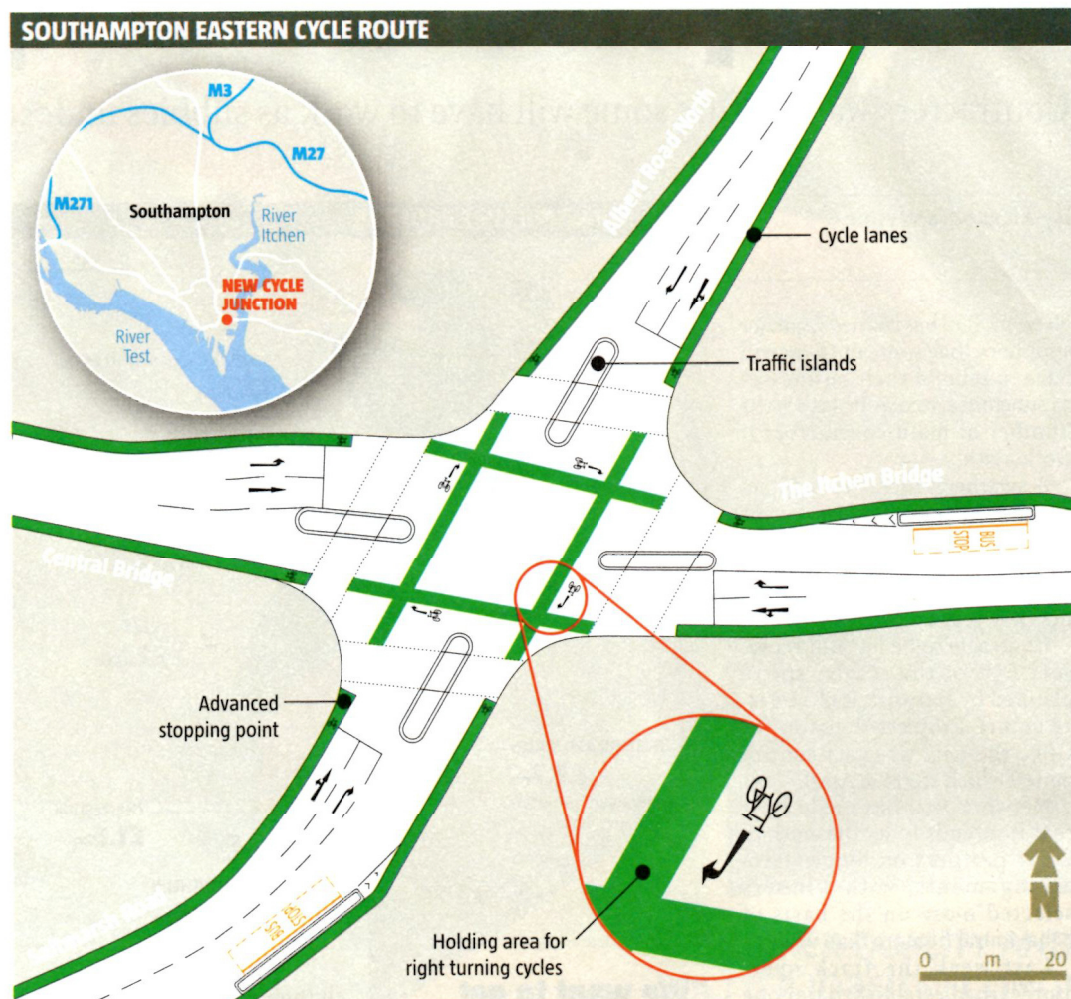 SOUTHAMPTON EASTERN CYCLE ROUTE
M3
M27
M271
Southampton
River
Itchen
NEW CYCLE
JUNCTION
River
Test
Albert Road North
Cycle lanes
Traffic islands
The Itchen Bridge
BUS
STOP
Central Bridge
Advanced
stopping point
BUS
STOP
Holding area for
right turning cycles
N
0 m 20